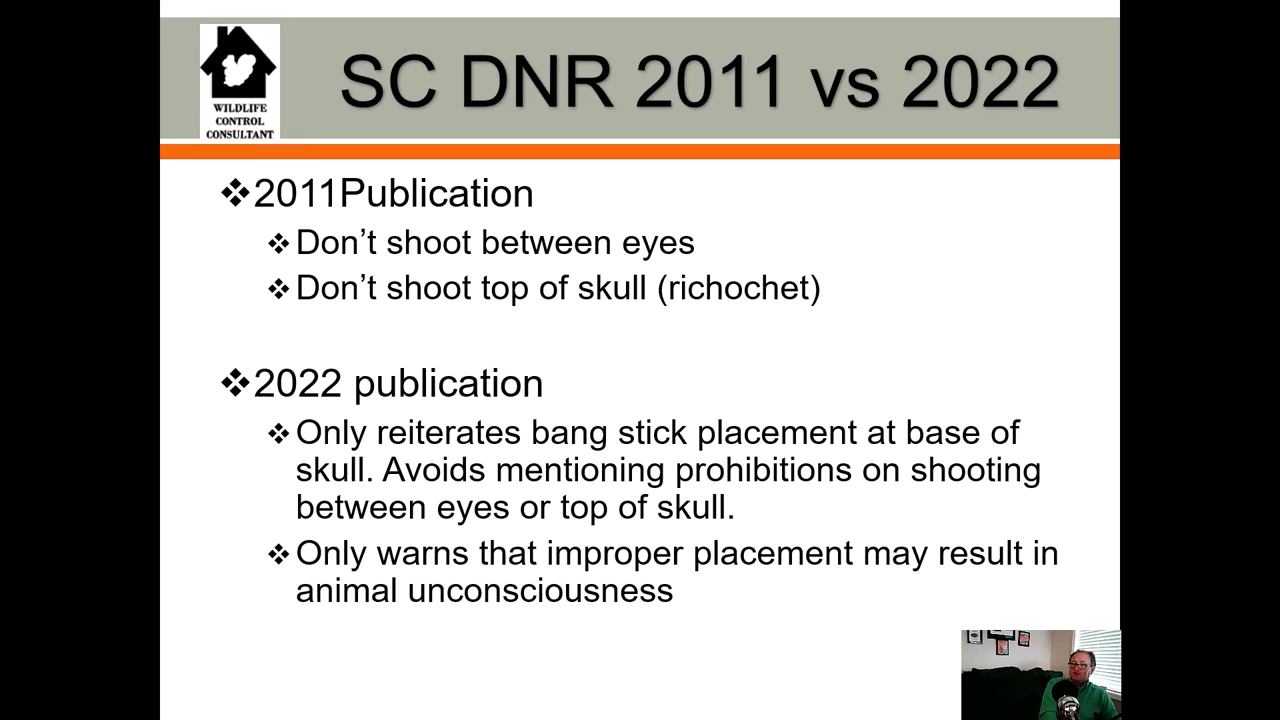 WILDLIFE
CONTROL
CONSULTANT
SC DNR 2011 vs 2022
2011Publication
Don’t shoot between eyes
Don’t shoot top of skull (richochet)
2022 publication
Only reiterates bang stick placement at base of
skull. Avoids mentioning prohibitions on shooting
between eyes or top of skull.
Only warns that improper placement may result in
animal unconsciousness